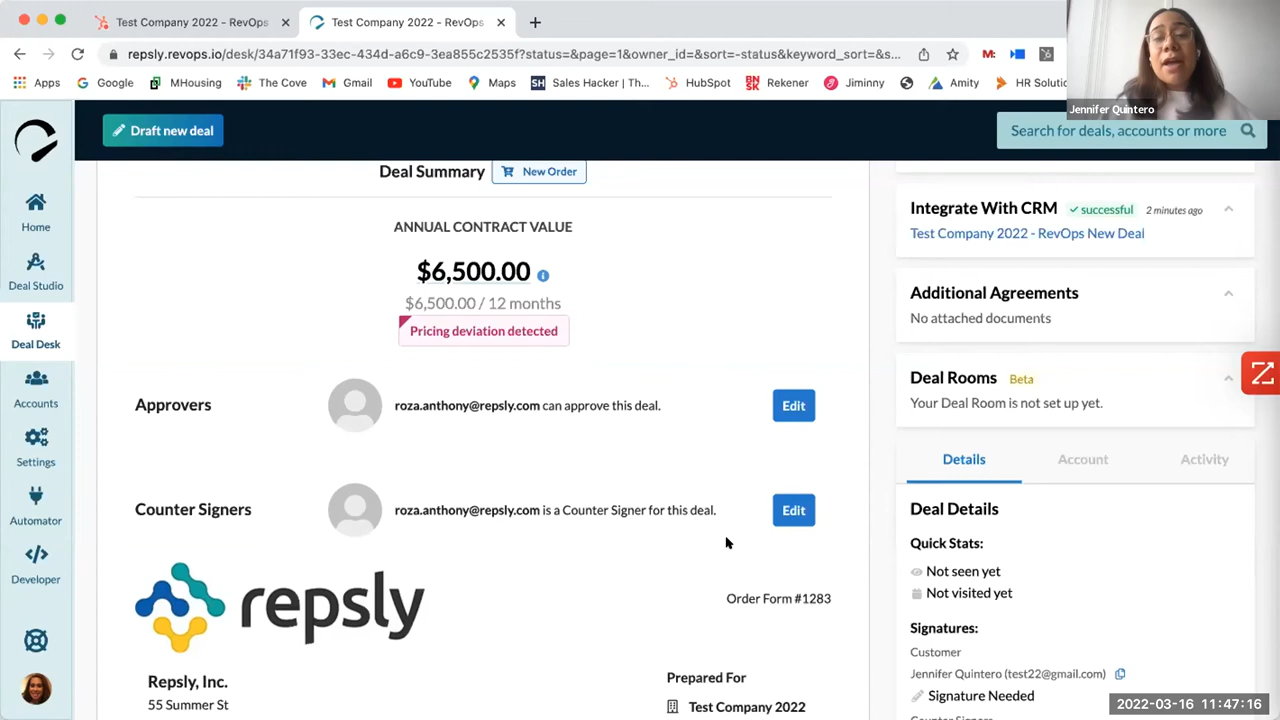 Test Company 2022 - RevOps
Test Company 2022 - RevOps
repsly.revops.io/desk/34a71f93-33ec-434d-a6c9-3ea855c2535f?status=&page=1&owner_id=&sort=-status&keyword_sort=&s...
Apps Google MHousing The Cove Gmail YouTube Maps SH Sales Hacker | Th... HubSpot BN SK Rekener Jiminny Amity HR Soluti
Jennifer Quintero
Draft new deal
Search for deals, accounts or more
Home
Deal Studio
Deal Desk
Accounts
Settings
Automator
Developer
Deal Summary New Order
ANNUAL CONTRACT VALUE
$6,500.00
$6,500.00 / 12 months
Pricing deviation detected
Approvers
roza.anthony@repsly.com can approve this deal.
Edit
Counter Signers
roza.anthony@repsly.com is a Counter Signer for this deal.
Edit
repsly
Order Form #1283
Repsly, Inc.
55 Summer St
Prepared For
Test Company 2022
Integrate With CRM successful 2 minutes ago
Test Company 2022 - RevOps New Deal
Additional Agreements
No attached documents
Deal Rooms Beta
Your Deal Room is not set up yet.
Details Account Activity
Deal Details
Quick Stats:
Not seen yet
Not visited yet
Signatures:
Customer
Jennifer Quintero (test22@gmail.com)
Signature Needed
Counter Signers
2022-03-16 11:47:16